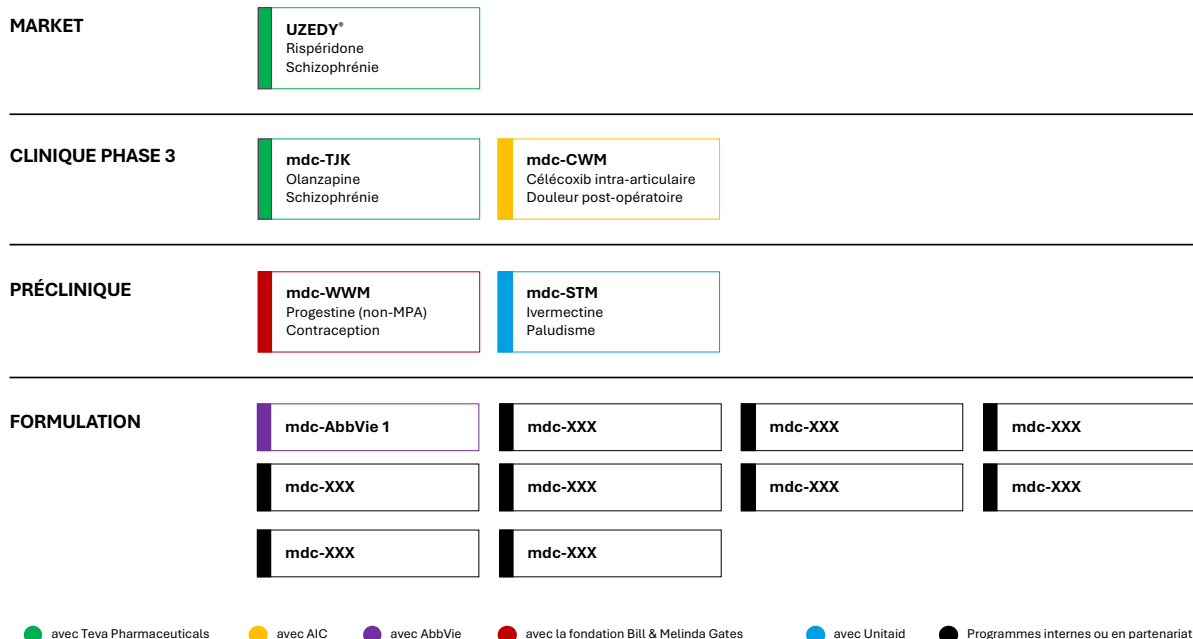 MARKET
UZEDY®
Rispéridone
Schizophrénie
CLINIQUE PHASE 3
mdc-TJK
Olanzapine
Schizophrénie
mdc-CWM
Célécoxib intra-articulaire
Douleur post-opératoire
PRÉCLINIQUE
mdc-WWM
Progestine (non-MPA)
Contraception
mdc-STM
Ivermectine
Paludisme
FORMULATION
mdc-AbbVie 1
mdc-XXX
mdc-XXX
mdc-XXX
mdc-XXX
mdc-XXX
mdc-XXX
mdc-XXX
mdc-XXX
mdc-XXX
avec Teva Pharmaceuticals
avec AIC
avec AbbVie
avec la fondation Bill & Melinda Gates
avec Unitaid
Programmes internes ou en partenariat